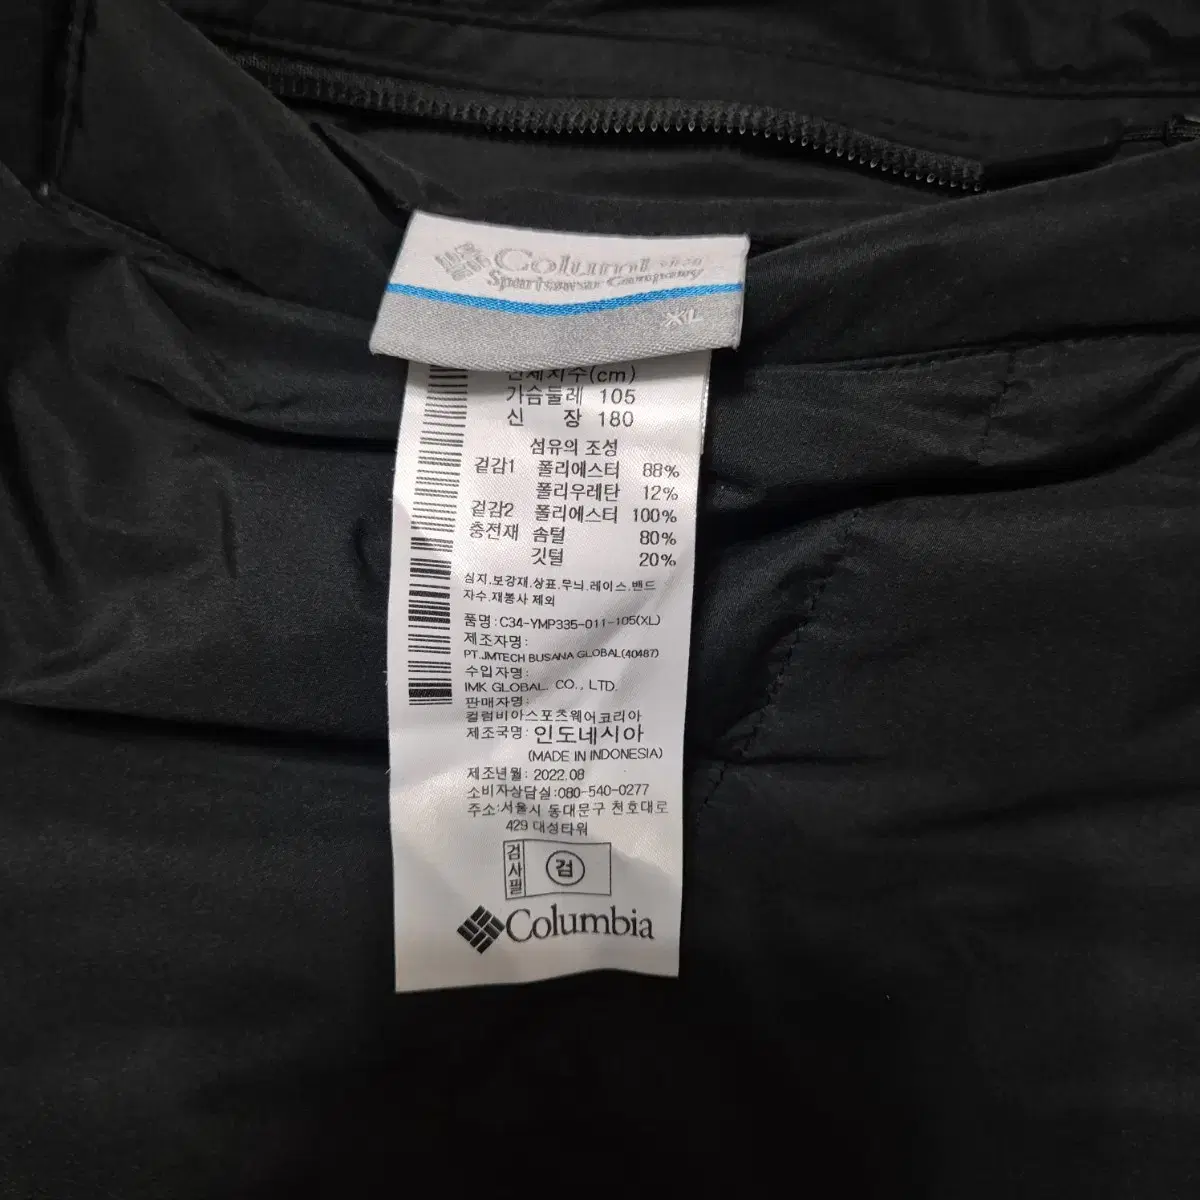 Columbia
Sportswear Company
XL
신체치수(cm)
가슴둘레 105
신 장 180
섬유의 조성
겉감1 폴리에스터 88%
폴리우레탄 12%
겉감2 폴리에스터 100%
충전재 솜털 80%
깃털 20%
심지.보강재.상표.무늬.레이스.밴드
자수.재봉사 제외
품명:C34-YMP335-011-105(XL)
제조자명:
PT.JMTECH BUSANA GLOBAL(40487)
수입자명:
IMK GLOBAL. CO., LTD.
판매자명:
컬럼비아스포츠웨어코리아
제조국명: 인도네시아
(MADE IN INDONESIA)
제조년월: 2022.08
소비자상담실:080-540-0277
주소:서울시 동대문구 천호대로
429 대성타워
검사필
검
Columbia